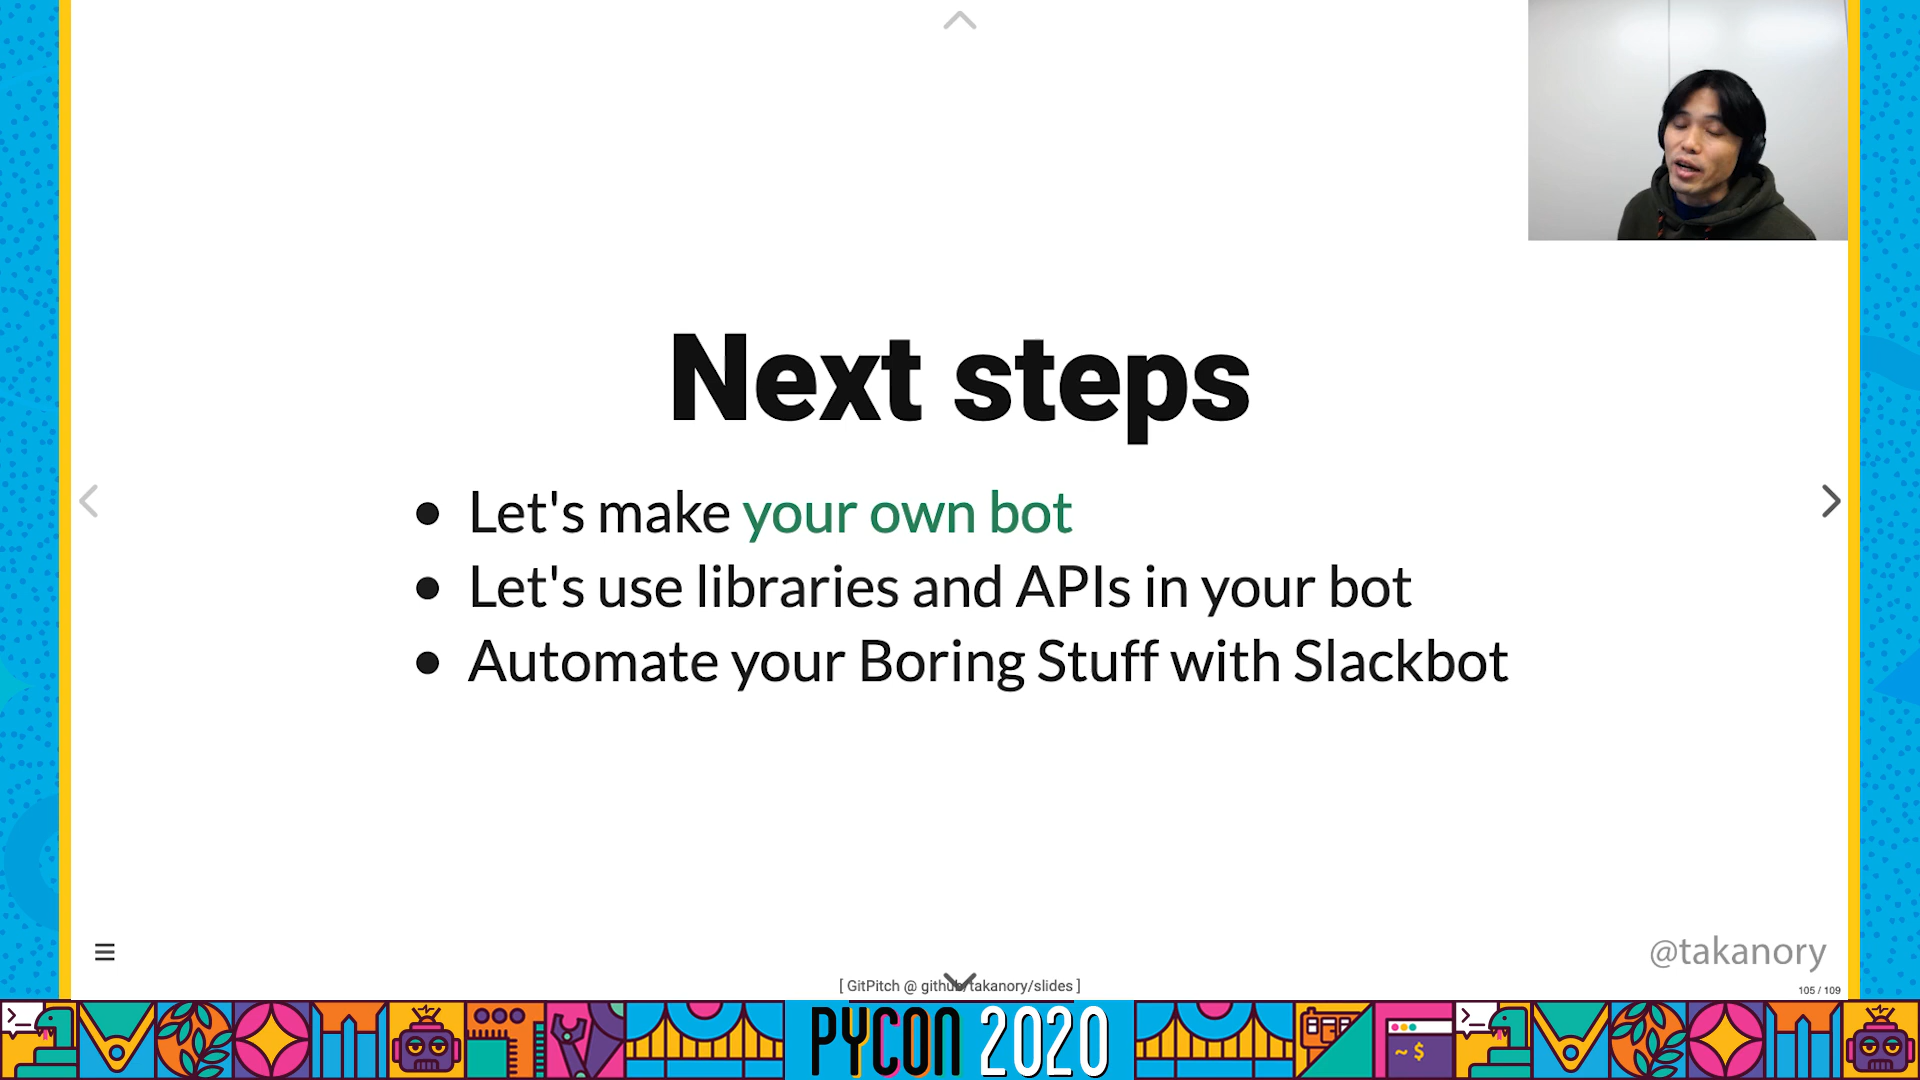 Next steps
Let's make your own bot
Let's use libraries and APIs in your bot
Automate your Boring Stuff with Slackbot
@takanory
[ GitPitch @ github/takanory/slides ]
105 / 109
PYCON 2020
~ $